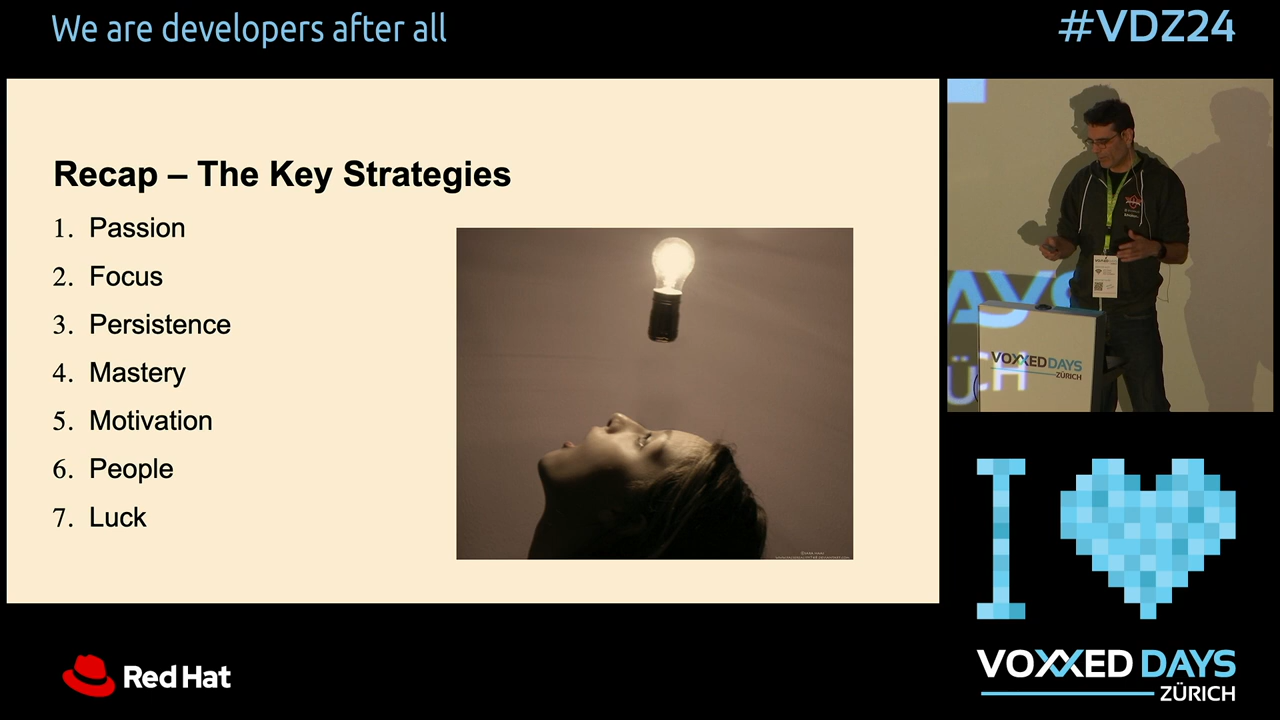 We are developers after all
#VDZ24
Recap – The Key Strategies
1. Passion
2. Focus
3. Persistence
4. Mastery
5. Motivation
6. People
7. Luck
VOXXED DAYS
ZÜRICH
I
Red Hat
VOXXED DAYS
ZÜRICH